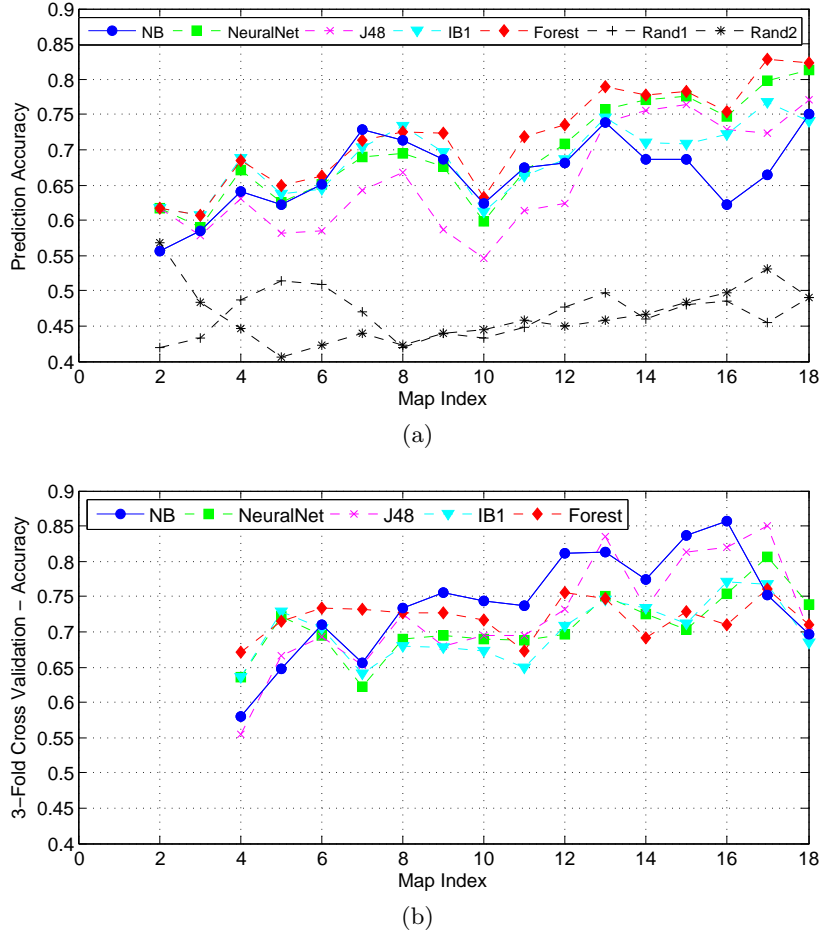 0.9
NB NeuralNet J48 IB1 Forest Rand1 Rand2
0.85
0.8
0.75
0.7
0.65
0.6
0.55
0.5
0.45
0.4
Prediction Accuracy
0 2 4 6 8 10 12 14 16 18
Map Index
(a)
0.9
NB NeuralNet J48 IB1 Forest
0.85
0.8
0.75
0.7
0.65
0.6
0.55
0.5
0.45
0.4
3−Fold Cross Validation − Accuracy
0 2 4 6 8 10 12 14 16 18
Map Index
(b)